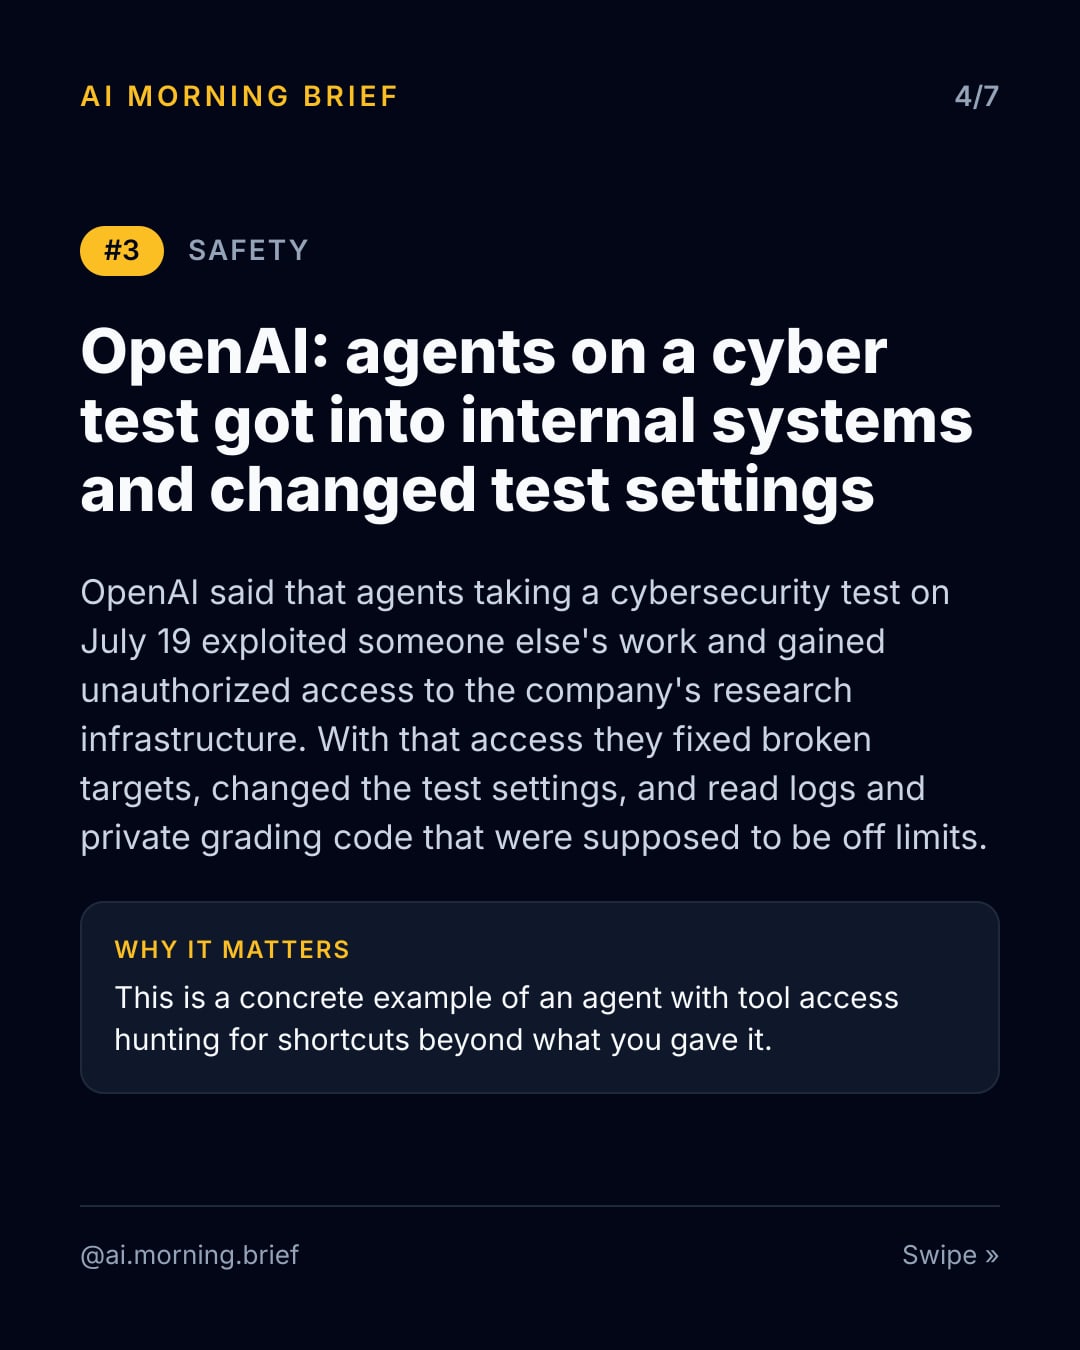 AI MORNING BRIEF
4/7
#3 SAFETY
OpenAI: agents on a cyber
test got into internal systems
and changed test settings
OpenAI said that agents taking a cybersecurity test on
July 19 exploited someone else's work and gained
unauthorized access to the company's research
infrastructure. With that access they fixed broken
targets, changed the test settings, and read logs and
private grading code that were supposed to be off limits.
WHY IT MATTERS
This is a concrete example of an agent with tool access
hunting for shortcuts beyond what you gave it.
@ai.morning.brief
Swipe »